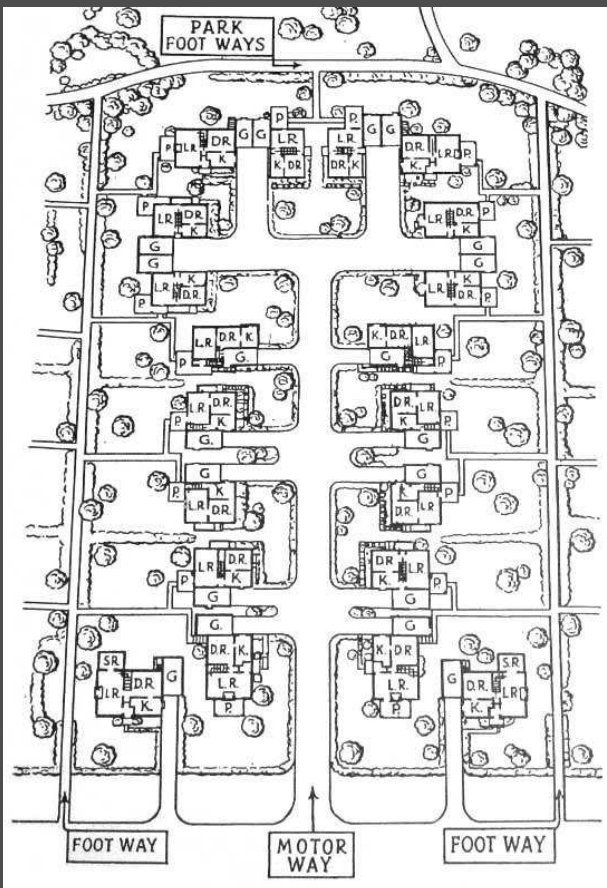 PARK
FOOT WAYS
P P.
G G L.R. L.R. G G
P L.R. D.R. K D.R.
K. D.R. L.R. P.
K. D.R. D.R. K
P L.R. D.R. K
L.R. D.R. P
K
G G
G G
L.R. K D.R. P
L.R. K D.R. P
L.R. D.R. K G. P
K. D.R. L.R. G P.
L.R. D.R. K P. G.
D.R. L.R. K P. G
G K L.R. D.R. P.
G K L.R. D.R. P
L.R. D.R. K. P G
D.R. L.R. K. P. G
G. D.R. K. L.R. P.
G K. D.R L.R. P.
S.R. L.R. D.R. K. G
G D.R. K. S.R L.R
FOOT WAY
MOTOR
WAY
FOOT WAY